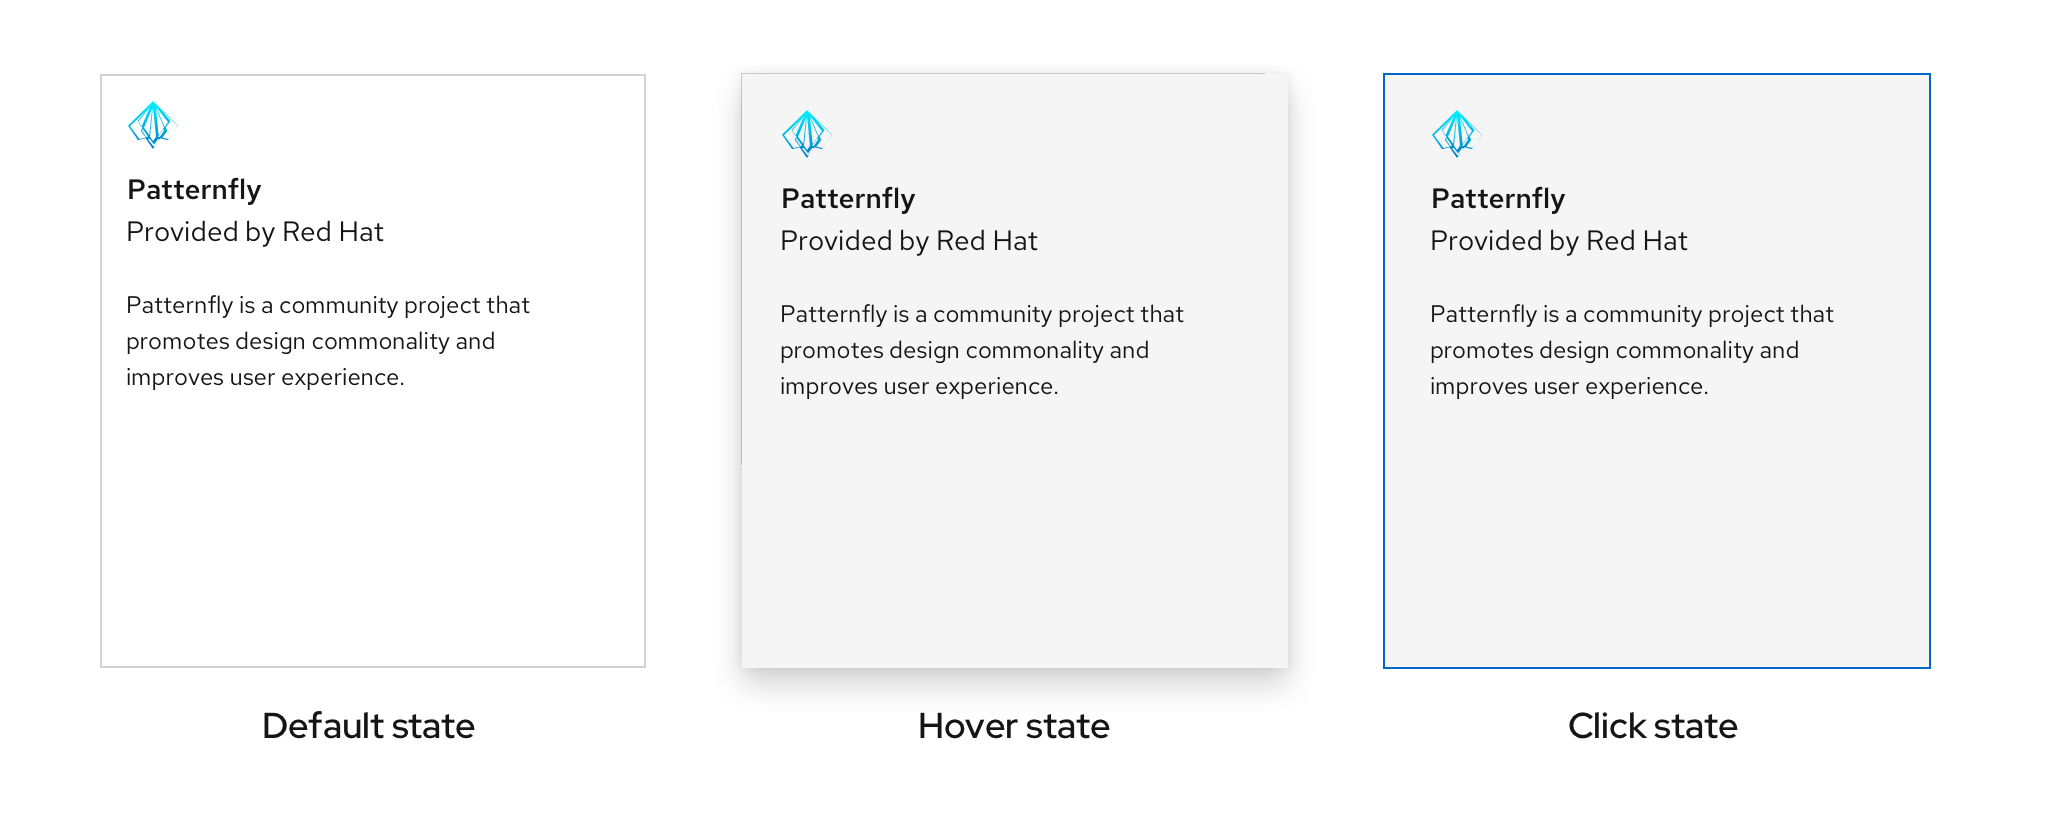 Patternfly
Provided by Red Hat
Patternfly is a community project that
promotes design commonality and
improves user experience.
Default state
Patternfly
Provided by Red Hat
Patternfly is a community project that
promotes design commonality and
improves user experience.
Hover state
Patternfly
Provided by Red Hat
Patternfly is a community project that
promotes design commonality and
improves user experience.
Click state